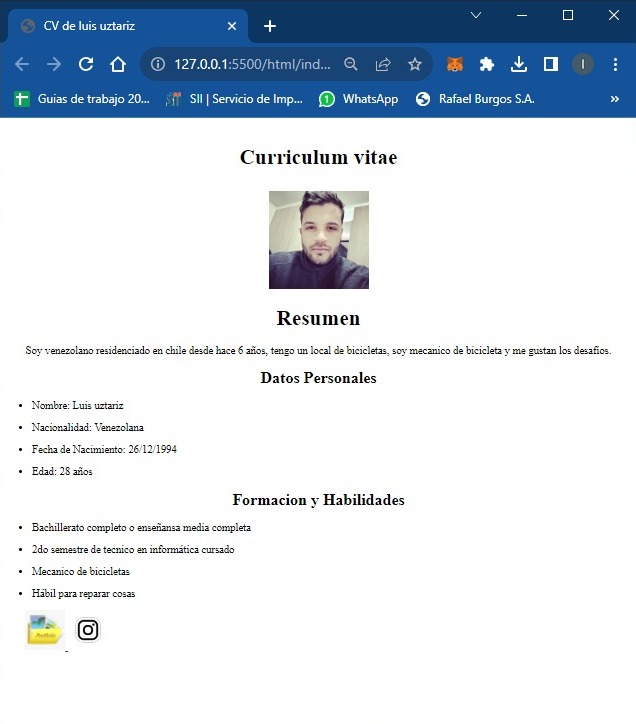 CV de luis uztariz
127.0.0.1:5500/html/ind...
I
Guias de trabajo 20...
SII | Servicio de Imp...
1 WhatsApp
Rafael Burgos S.A.
»
Curriculum vitae
Resumen
Soy venezolano residenciado en chile desde hace 6 años, tengo un local de bicicletas, soy mecanico de bicicleta y me gustan los desafíos.
Datos Personales
• Nombre: Luis uztariz
• Nacionalidad: Venezolana
• Fecha de Nacimiento: 26/12/1994
• Edad: 28 años
Formacion y Habilidades
• Bachillerato completo o enseñansa media completa
• 2do semestre de tecnico en informática cursado
• Mecanico de bicicletas
• Hábil para reparar cosas